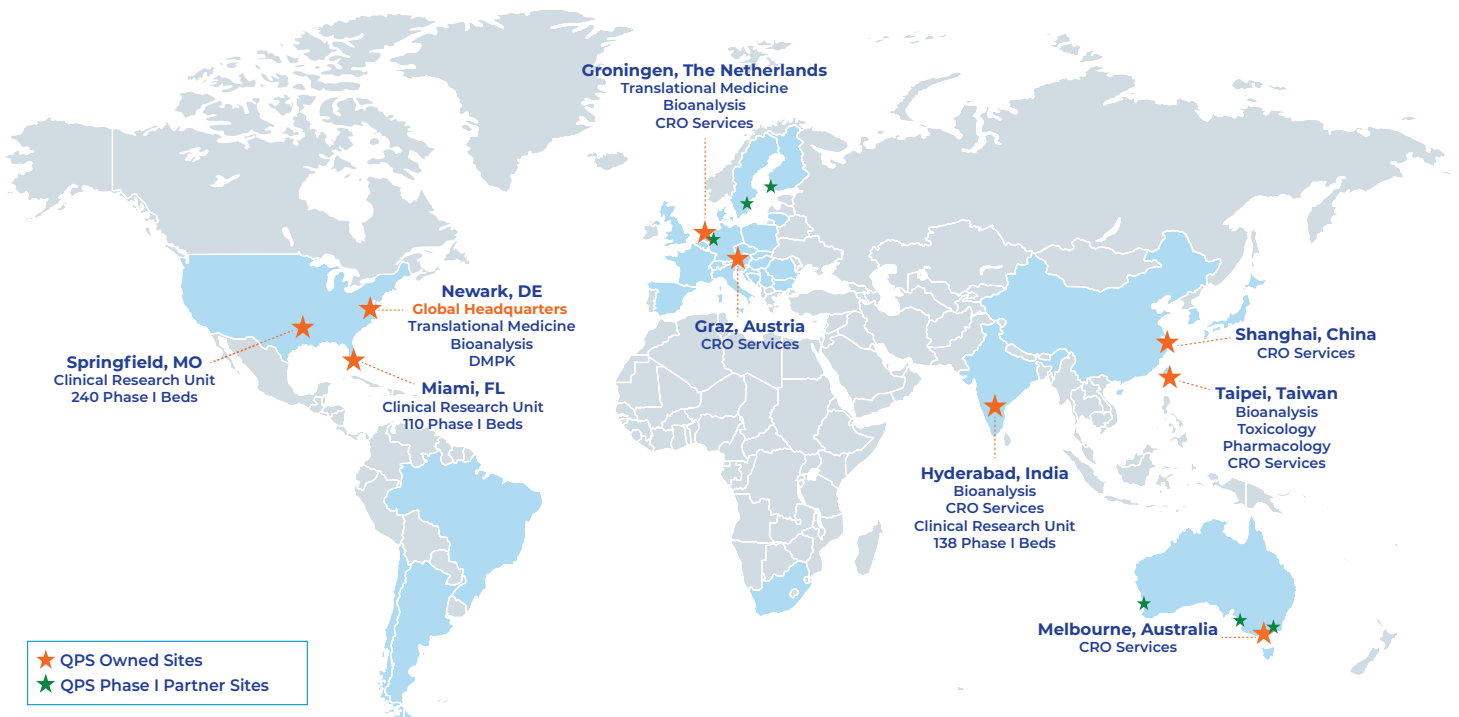 Groningen, The Netherlands
Translational Medicine
Bioanalysis
CRO Services
Newark, DE
Global Headquarters
Translational Medicine
Bioanalysis
DMPK
Springfield, MO
Clinical Research Unit
240 Phase I Beds
Miami, FL
Clinical Research Unit
110 Phase I Beds
Graz, Austria
CRO Services
Shanghai, China
CRO Services
Taipei, Taiwan
Bioanalysis
Toxicology
Pharmacology
CRO Services
Hyderabad, India
Bioanalysis
CRO Services
Clinical Research Unit
138 Phase I Beds
Melbourne, Australia
CRO Services
QPS Owned Sites
QPS Phase I Partner Sites